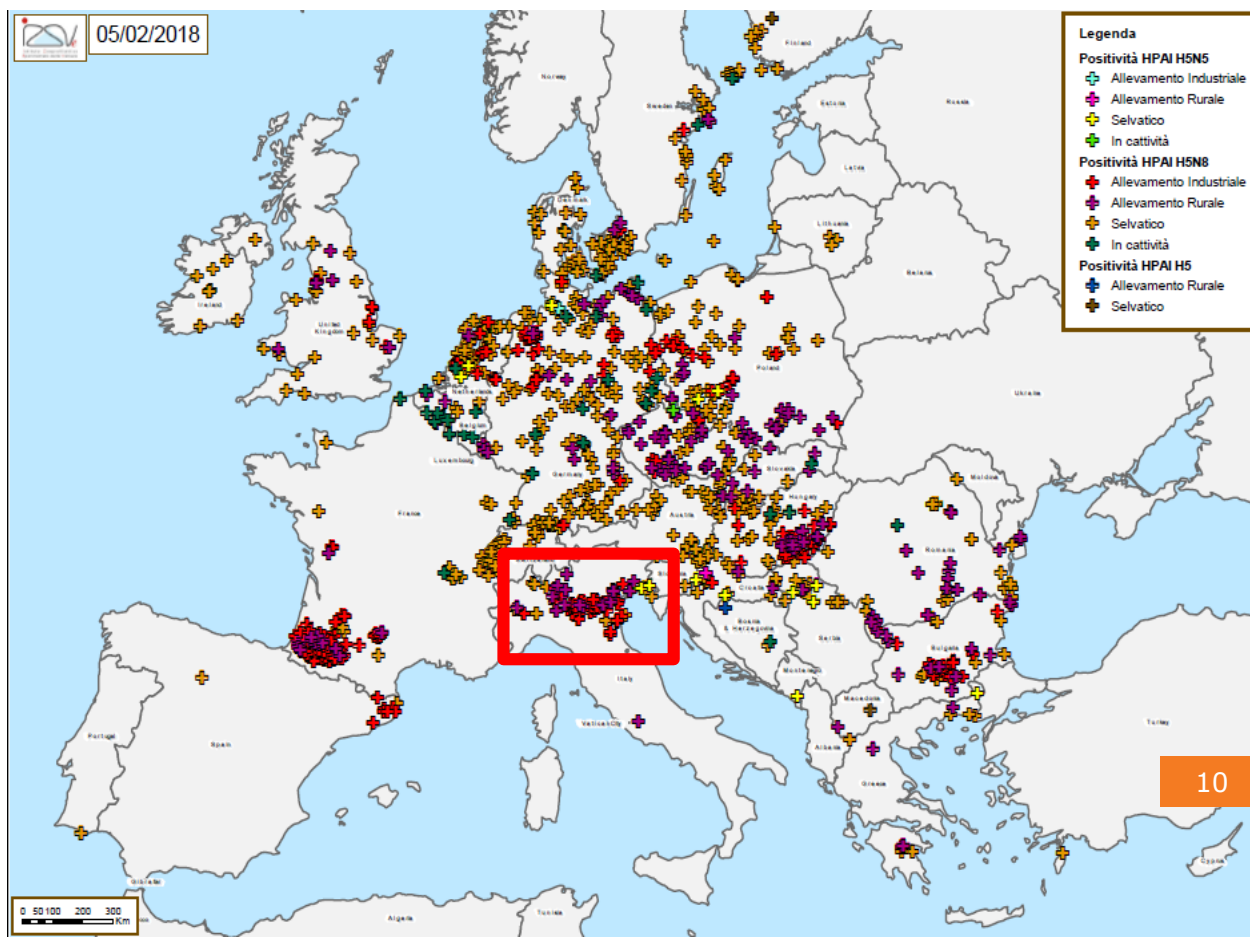 05/02/2018
Legenda
Positività HPAI H5N5
Allevamento Industriale
Allevamento Rurale
Selvatico
In cattività
Positività HPAI H5N8
Allevamento Industriale
Allevamento Rurale
Selvatico
In cattività
Positività HPAI H5
Allevamento Rurale
Selvatico
Finland
Norway
Sweden
Estonia
Russia
Latvia
Denmark
Lithuania
Belarus
Ireland
United
Kingdom
Poland
Netherlands
Ukraine
Belgium
Luxembourg
Germany
Slovakia
Moldova
Hungary
Austria
France
Romania
Croatia
Bosnia
& Herzegovina
Serbia
Bulgaria
Montenegro
Italy
Macedonia
Vatican City
Turkey
Portugal
Spain
Albania
10
Greece
Cyprus
Gibraltar
Algeria
Tunisia
0 50 100 200 300
Km